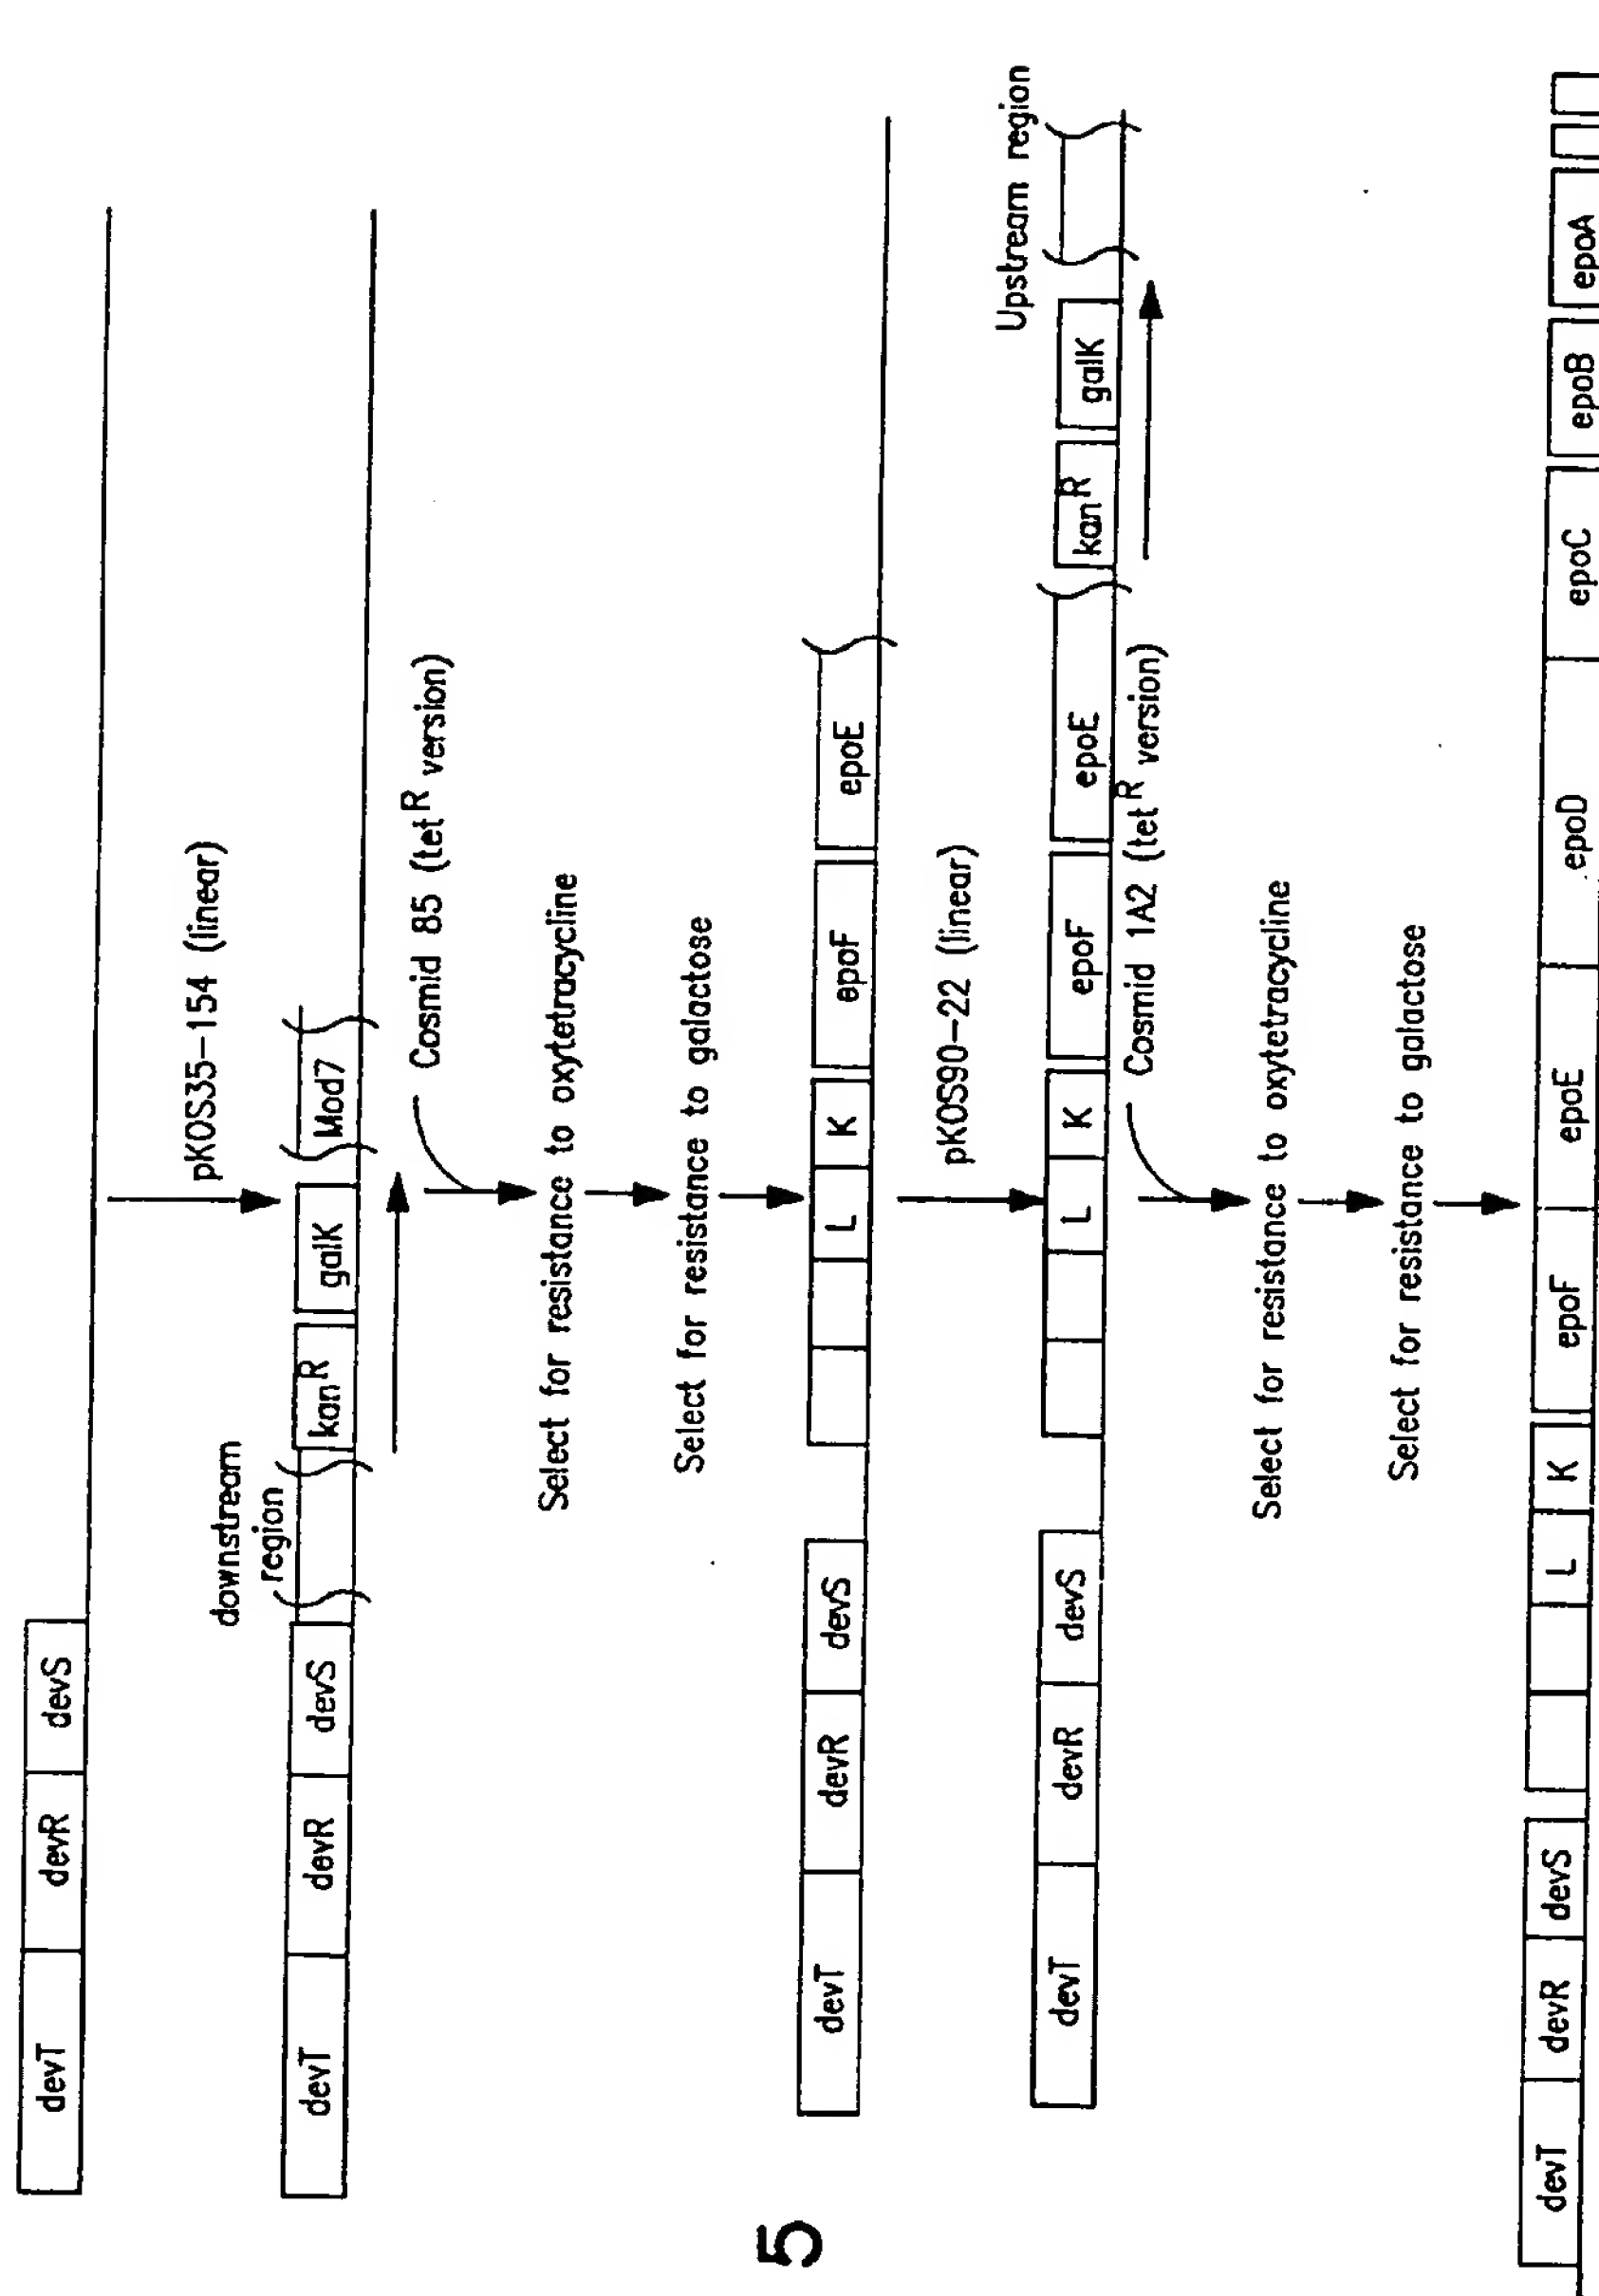 devT devR devS
pKOS35-154 (linear)
downstream
region
devT devR devS kanR galK Mod7
Cosmid 85 (tetR version)
Select for resistance to oxytetracycline
Select for resistance to galactose
devT devR devS L K epoF epoE
pKOS90-22 (linear)
Upstream region
devT devR devS L K epoF epoE kanR galK
Cosmid 1A2 (tetR version)
Select for resistance to oxytetracycline
Select for resistance to galactose
devT devR devS L K epoF epoE epoD epoC epoB epoA
5